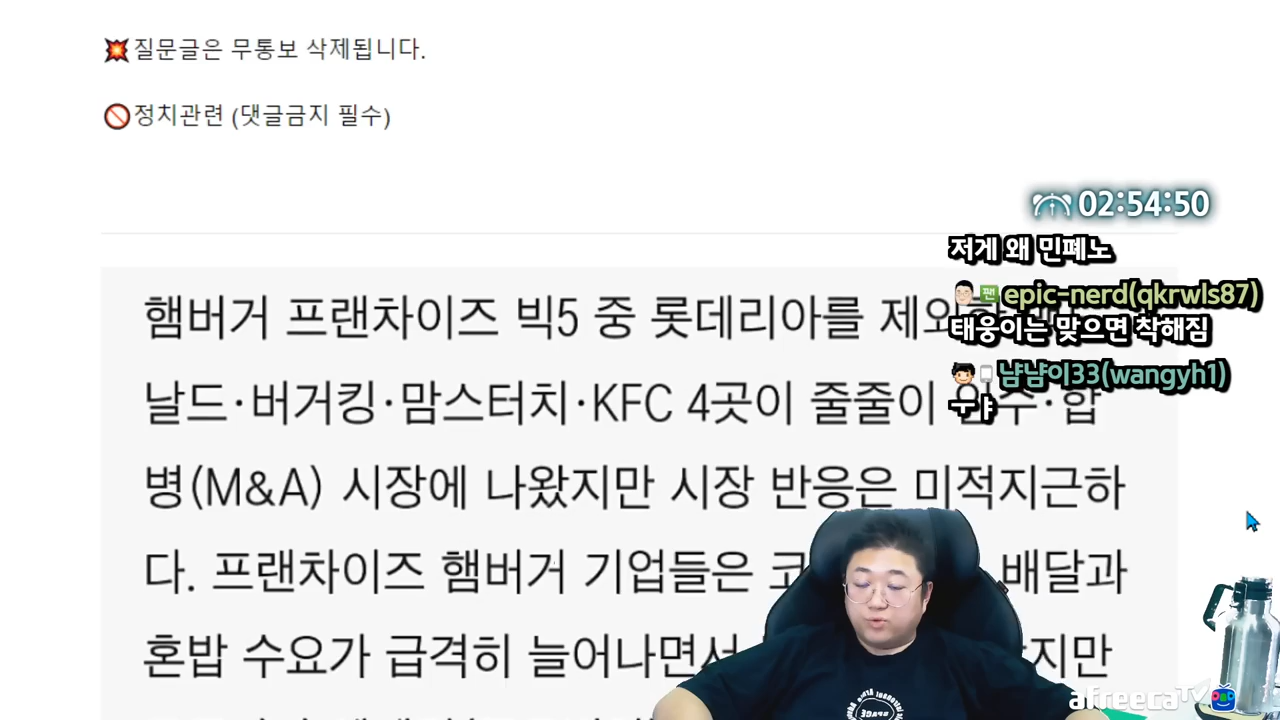 💥질문글은 무통보 삭제됩니다.
🚫정치관련 (댓글금지 필수)
02:54:50
저게 왜 민폐노
팬 epic-nerd(qkrwls87)
태웅이는 맞으면 착해짐
냠냠이33(wangyh1)
ㅜㅑ
햄버거 프랜차이즈 빅5 중 롯데리아를
날드·버거킹·맘스터치·KFC 4곳이 줄줄이 합
병(M&A) 시장에 나왔지만 시장 반응은 미적지근하
다. 프랜차이즈 햄버거 기업들은 배달과
혼밥 수요가 급격히 늘어나면서
SPACE
afreecaTV